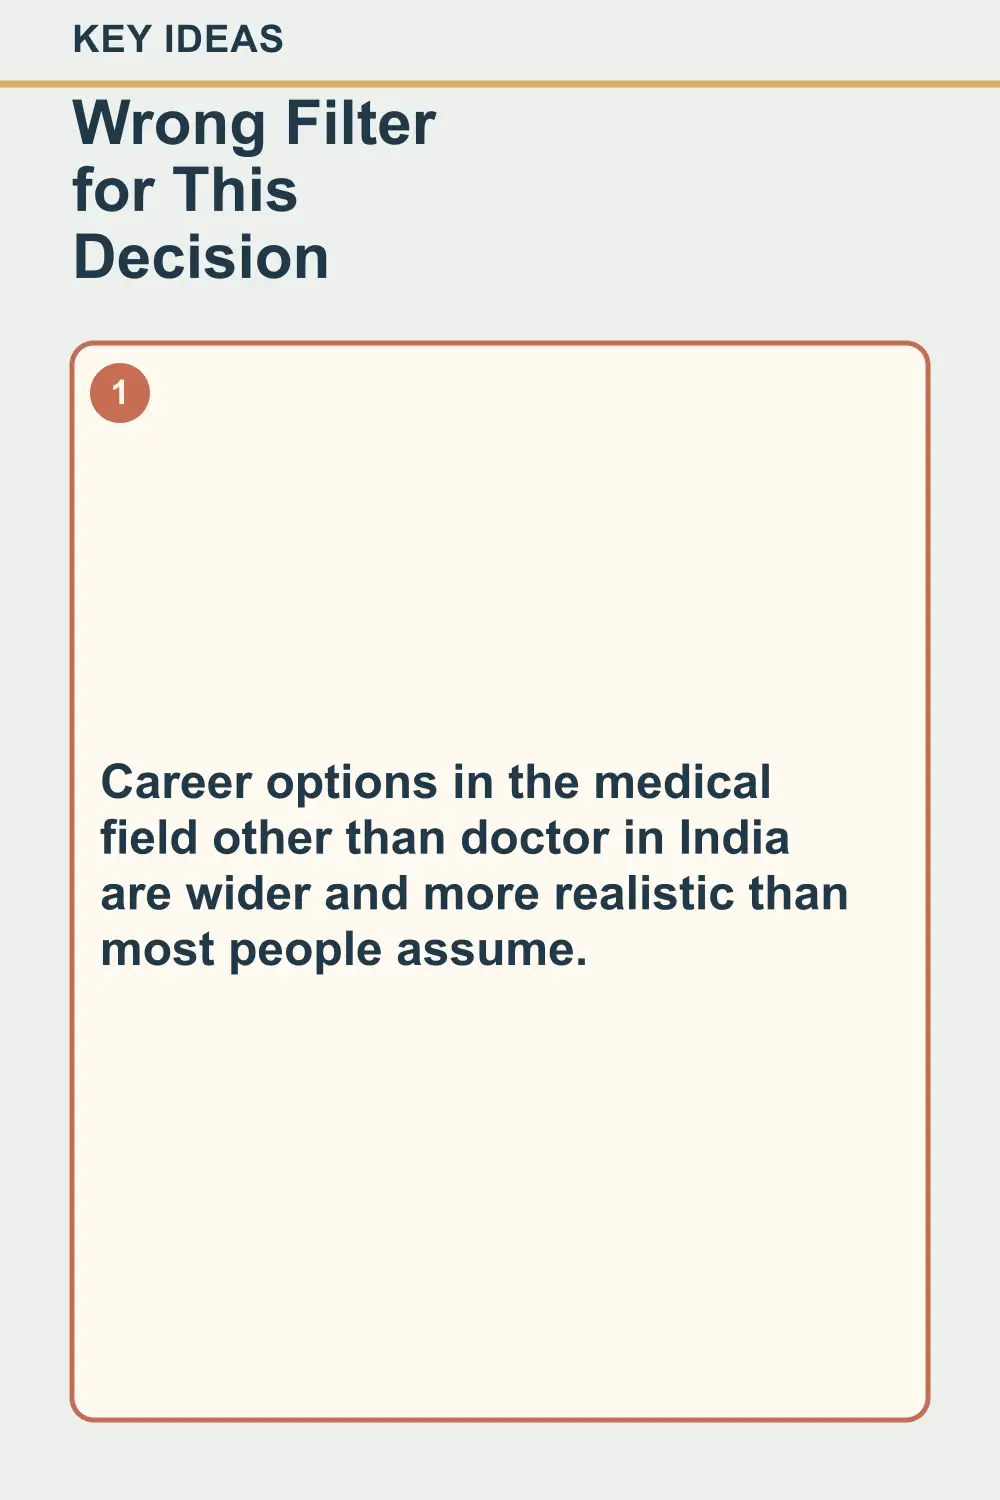 KEY IDEAS
Wrong Filter
for This
Decision
1
Career options in the medical
field other than doctor in India
are wider and more realistic than
most people assume.